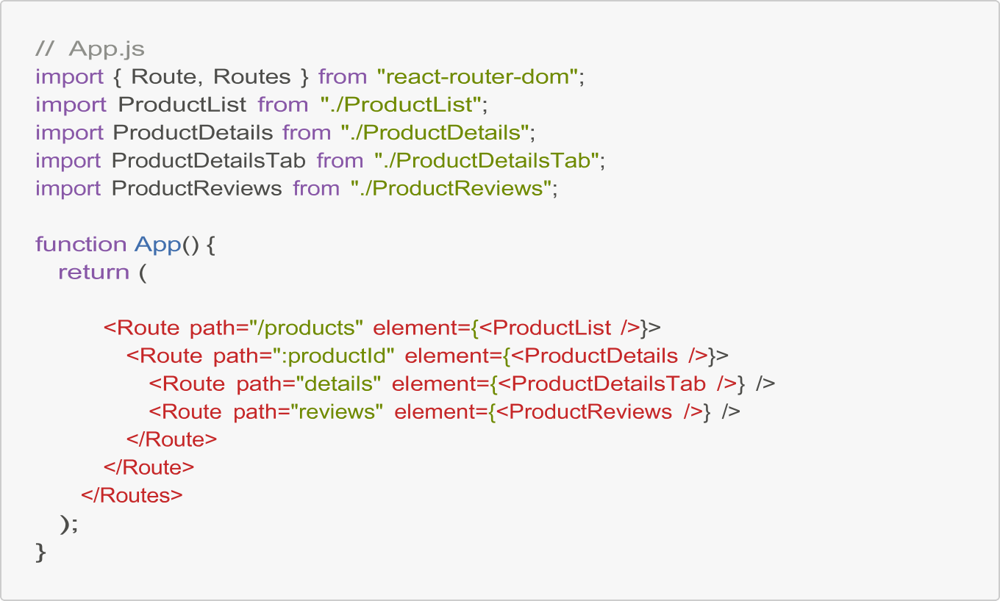 // App.js
import { Route, Routes } from "react-router-dom";
import ProductList from "./ProductList";
import ProductDetails from "./ProductDetails";
import ProductDetailsTab from "./ProductDetailsTab";
import ProductReviews from "./ProductReviews";
function App() {
return (
<Route path="/products" element={<ProductList />}>
<Route path=":productId" element={<ProductDetails />}>
<Route path="details" element={<ProductDetailsTab />} />
<Route path="reviews" element={<ProductReviews />} />
</Route>
</Route>
</Routes>
);
}